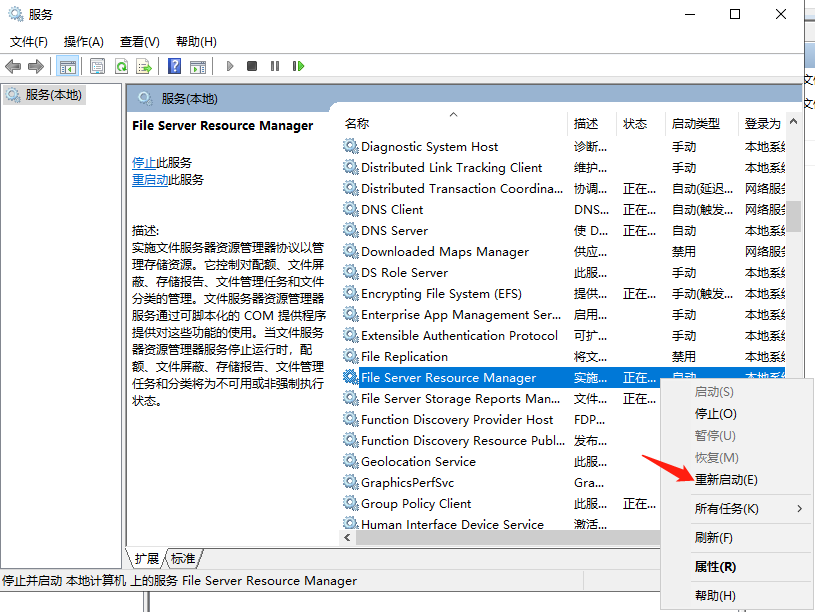 服务
文件(F) 操作(A) 查看(V) 帮助(H)
服务(本地)
服务(本地)
File Server Resource Manager
停止此服务
重启动此服务
描述:
实施文件服务器资源管理器协议以管
理存储资源。它控制对配额、文件屏
蔽、存储报告、文件管理任务和文件
分类的管理。文件服务器资源管理器
服务通过可脚本化的 COM 提供程序
提供对这些功能的使用。当文件服务
器资源管理器服务停止运行时，配
额、文件屏蔽、存储报告、文件管理
任务和分类将为不可用或非强制执行
状态。
名称 描述 状态 启动类型 登录为
Diagnostic System Host 诊断... 手动 本地系统
Distributed Link Tracking Client 维护... 手动 本地系统
Distributed Transaction Coordina... 协调... 正在... 自动(延迟... 网络服务
DNS Client DNS... 正在... 自动(触发... 网络服务
DNS Server 使 D... 正在... 自动 本地系统
Downloaded Maps Manager 供应... 禁用 网络服务
DS Role Server 此服... 手动 本地系统
Encrypting File System (EFS) 提供... 正在... 手动(触发... 本地系统
Enterprise App Management Ser... 启用... 手动 本地系统
Extensible Authentication Protocol 可扩... 手动 本地系统
File Replication 将文... 禁用 本地系统
File Server Resource Manager 实施... 正在... 自动 本地系统
File Server Storage Reports Man... 文件... 正在...
Function Discovery Provider Host FDP...
Function Discovery Resource Publ... 发布...
Geolocation Service 此服...
GraphicsPerfSvc Gra...
Group Policy Client 此服... 正在...
Human Interface Device Service 激活...
启动(S)
停止(O)
暂停(U)
恢复(M)
重新启动(E)
所有任务(K)
刷新(F)
属性(R)
帮助(H)
扩展 标准
停止并启动 本地计算机 上的服务 File Server Resource Manager